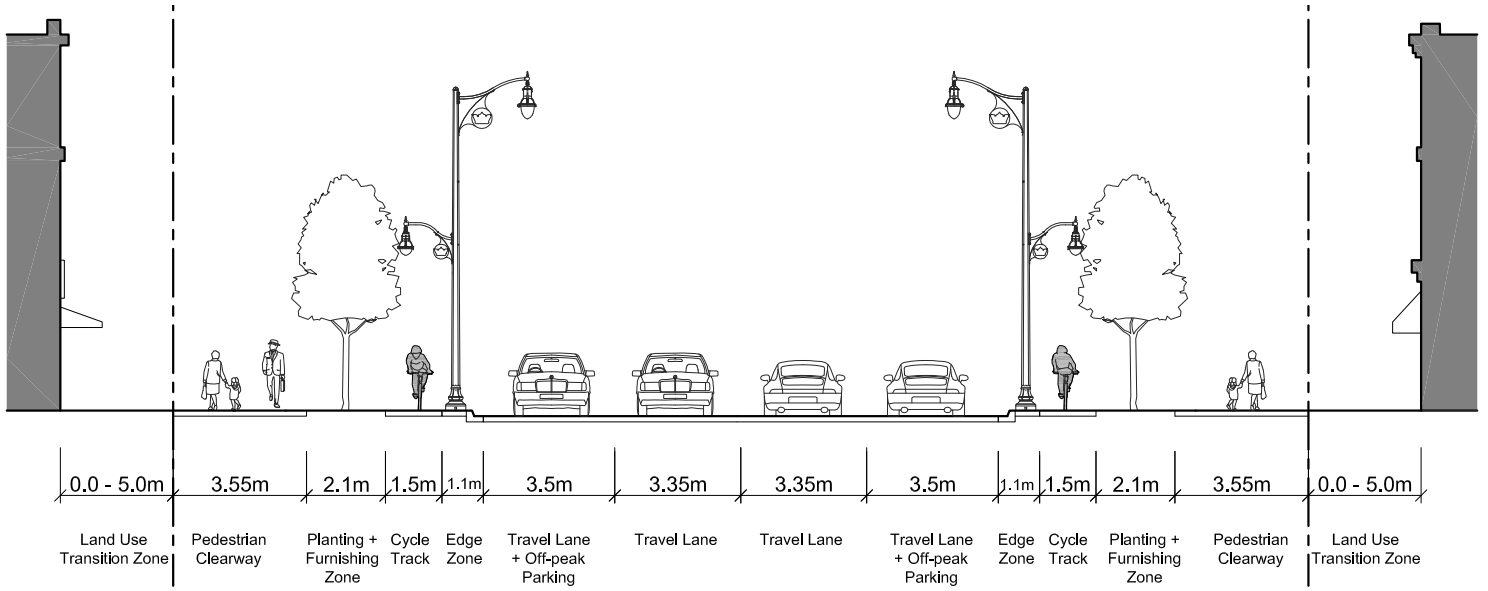 0.0 - 5.0m 3.55m 2.1m 1.5m 1.1m 3.5m 3.35m 3.35m 3.5m 1.1m 1.5m 2.1m 3.55m 0.0 - 5.0m
Land Use
Transition Zone
Pedestrian
Clearway
Planting +
Furnishing
Zone
Cycle
Track
Edge
Zone
Travel Lane
+ Off-peak
Parking
Travel Lane
Travel Lane
Travel Lane
+ Off-peak
Parking
Edge
Zone
Cycle
Track
Planting +
Furnishing
Zone
Pedestrian
Clearway
Land Use
Transition Zone